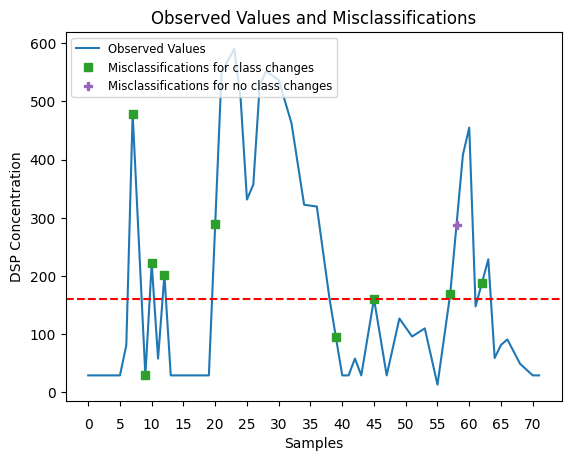 Observed Values and Misclassifications
Observed Values
Misclassifications for class changes
Misclassifications for no class changes
600
500
400
300
200
100
0
DSP Concentration
0 5 10 15 20 25 30 35 40 45 50 55 60 65 70
Samples